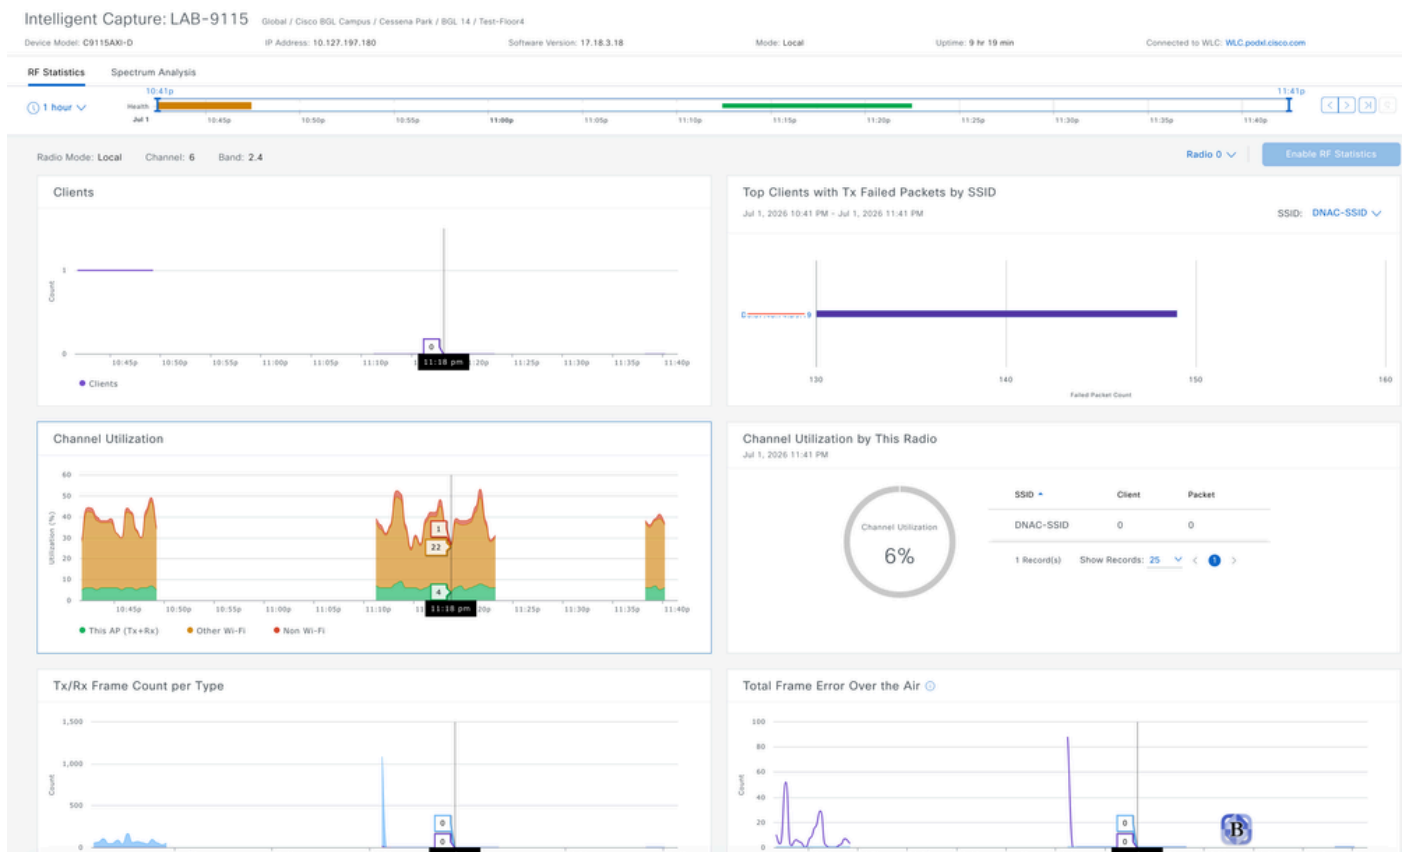 Intelligent Capture: LAB-9115 Global / Cisco BGL Campus / Cessena Park / BGL 14 / Test-Floor4
Device Model: C9115AXI-D IP Address: 10.127.197.180 Software Version: 17.18.3.18 Mode: Local Uptime: 9 hr 19 min Connected to WLC: WLC.podxl.cisco.com
RF Statistics Spectrum Analysis
10:41p 11:41p
1 hour Health
Jul 1 10:45p 10:50p 10:55p 11:00p 11:05p 11:10p 11:15p 11:20p 11:25p 11:30p 11:35p 11:40p
Radio Mode: Local Channel: 6 Band: 2.4 Radio 0 Enable RF Statistics
Clients
1
Count
0
0
10:45p 10:50p 10:55p 11:00p 11:05p 11:10p 11:18 pm :20p 11:25p 11:30p 11:35p 11:40p
Clients
Top Clients with Tx Failed Packets by SSID
Jul 1, 2026 10:41 PM - Jul 1, 2026 11:41 PM SSID: DNAC-SSID
130 140 150 160
Failed Packet Count
Channel Utilization
60
50
40
30
20
10
0
Utilization (%)
1
22
4
10:45p 10:50p 10:55p 11:00p 11:05p 11:10p 11 11:18 pm 20p 11:25p 11:30p 11:35p 11:40p
This AP (Tx+Rx) Other Wi-Fi Non Wi-Fi
Channel Utilization by This Radio
Jul 1, 2026 11:41 PM
Channel Utilization
6%
SSID Client Packet
DNAC-SSID 0 0
1 Record(s) Show Records: 25 1
Tx/Rx Frame Count per Type
1,500
1,000
500
0
Count
0
0
Total Frame Error Over the Air
100
80
60
40
20
0
Count
0
0
B